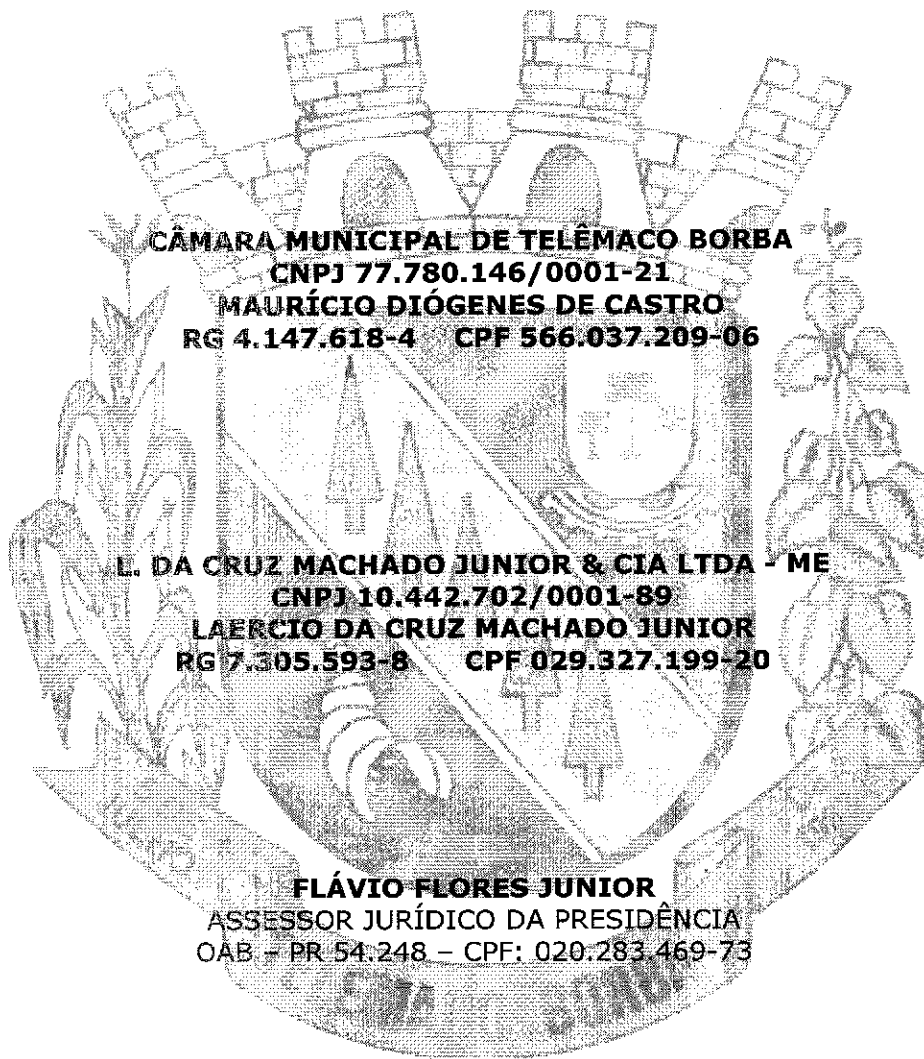 CÂMARA MUNICIPAL DE TELÊMACO BORBA
CNPJ 77.780.146/0001-21
MAURÍCIO DIÓGENES DE CASTRO
RG 4.147.618-4 CPF 566.037.209-06
L. DA CRUZ MACHADO JUNIOR & CIA LTDA - ME
CNPJ 10.442.702/0001-89
LAERCIO DA CRUZ MACHADO JUNIOR
RG 7.305.593-8 CPF 029.327.199-20
FLÁVIO FLORES JUNIOR
ASSESSOR JURÍDICO DA PRESIDÊNCIA
OAB – PR 54.248 – CPF: 020.283.469-73